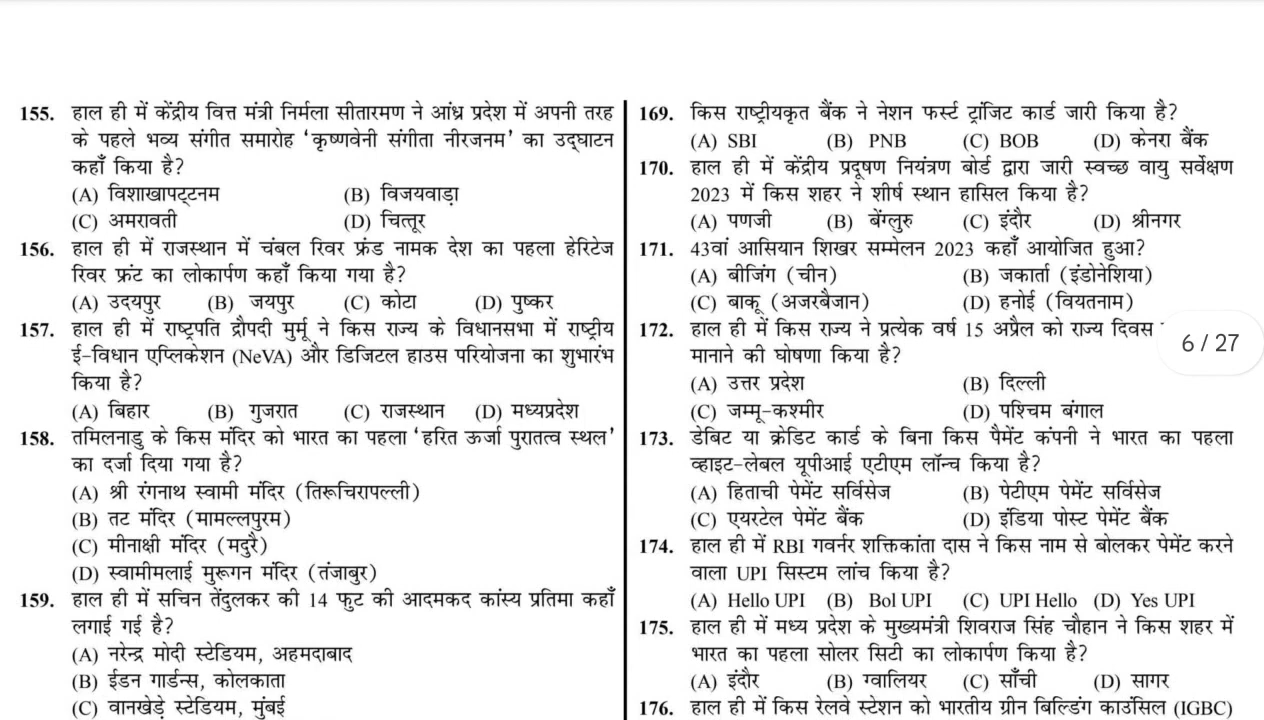 155. हाल ही में केंद्रीय वित्त मंत्री निर्मला सीतारमण ने आंध्र प्रदेश में अपनी तरह
के पहले भव्य संगीत समारोह ‘कृष्णवेनी संगीता नीरजनम’ का उद्घाटन
कहाँ किया है?
(A) विशाखापट्टनम (B) विजयवाड़ा
(C) अमरावती (D) चित्तूर
156. हाल ही में राजस्थान में चंबल रिवर फ्रंड नामक देश का पहला हेरिटेज
रिवर फ्रंट का लोकार्पण कहाँ किया गया है?
(A) उदयपुर (B) जयपुर (C) कोटा (D) पुष्कर
157. हाल ही में राष्ट्रपति द्रौपदी मुर्मू ने किस राज्य के विधानसभा में राष्ट्रीय
ई-विधान एप्लिकेशन (NeVA) और डिजिटल हाउस परियोजना का शुभारंभ
किया है?
(A) बिहार (B) गुजरात (C) राजस्थान (D) मध्यप्रदेश
158. तमिलनाडु के किस मंदिर को भारत का पहला ‘हरित ऊर्जा पुरातत्व स्थल’
का दर्जा दिया गया है?
(A) श्री रंगनाथ स्वामी मंदिर (तिरूचिरापल्ली)
(B) तट मंदिर (मामल्लपुरम)
(C) मीनाक्षी मंदिर (मदुरै)
(D) स्वामीमलाई मुरूगन मंदिर (तंजाबुर)
159. हाल ही में सचिन तेंदुलकर की 14 फुट की आदमकद कांस्य प्रतिमा कहाँ
लगाई गई है?
(A) नरेन्द्र मोदी स्टेडियम, अहमदाबाद
(B) ईडन गार्डन्स, कोलकाता
(C) वानखेड़े स्टेडियम, मुंबई
169. किस राष्ट्रीयकृत बैंक ने नेशन फर्स्ट ट्रांजिट कार्ड जारी किया है?
(A) SBI (B) PNB (C) BOB (D) केनरा बैंक
170. हाल ही में केंद्रीय प्रदूषण नियंत्रण बोर्ड द्वारा जारी स्वच्छ वायु सर्वेक्षण
2023 में किस शहर ने शीर्ष स्थान हासिल किया है?
(A) पणजी (B) बेंग्लुरु (C) इंदौर (D) श्रीनगर
171. 43वां आसियान शिखर सम्मेलन 2023 कहाँ आयोजित हुआ?
(A) बीजिंग (चीन) (B) जकार्ता (इंडोनेशिया)
(C) बाकू (अजरबैजान) (D) हनोई (वियतनाम)
172. हाल ही में किस राज्य ने प्रत्येक वर्ष 15 अप्रैल को राज्य दिवस
मानाने की घोषणा किया है?
(A) उत्तर प्रदेश (B) दिल्ली
(C) जम्मू-कश्मीर (D) पश्चिम बंगाल
173. डेबिट या क्रेडिट कार्ड के बिना किस पैमेंट कंपनी ने भारत का पहला
व्हाइट-लेबल यूपीआई एटीएम लॉन्च किया है?
(A) हिताची पेमेंट सर्विसेज (B) पेटीएम पेमेंट सर्विसेज
(C) एयरटेल पेमेंट बैंक (D) इंडिया पोस्ट पेमेंट बैंक
174. हाल ही में RBI गवर्नर शक्तिकांता दास ने किस नाम से बोलकर पेमेंट करने
वाला UPI सिस्टम लांच किया है?
(A) Hello UPI (B) Bol UPI (C) UPI Hello (D) Yes UPI
175. हाल ही में मध्य प्रदेश के मुख्यमंत्री शिवराज सिंह चौहान ने किस शहर में
भारत का पहला सोलर सिटी का लोकार्पण किया है?
(A) इंदौर (B) ग्वालियर (C) साँची (D) सागर
176. हाल ही में किस रेलवे स्टेशन को भारतीय ग्रीन बिल्डिंग काउंसिल (IGBC)
6 / 27